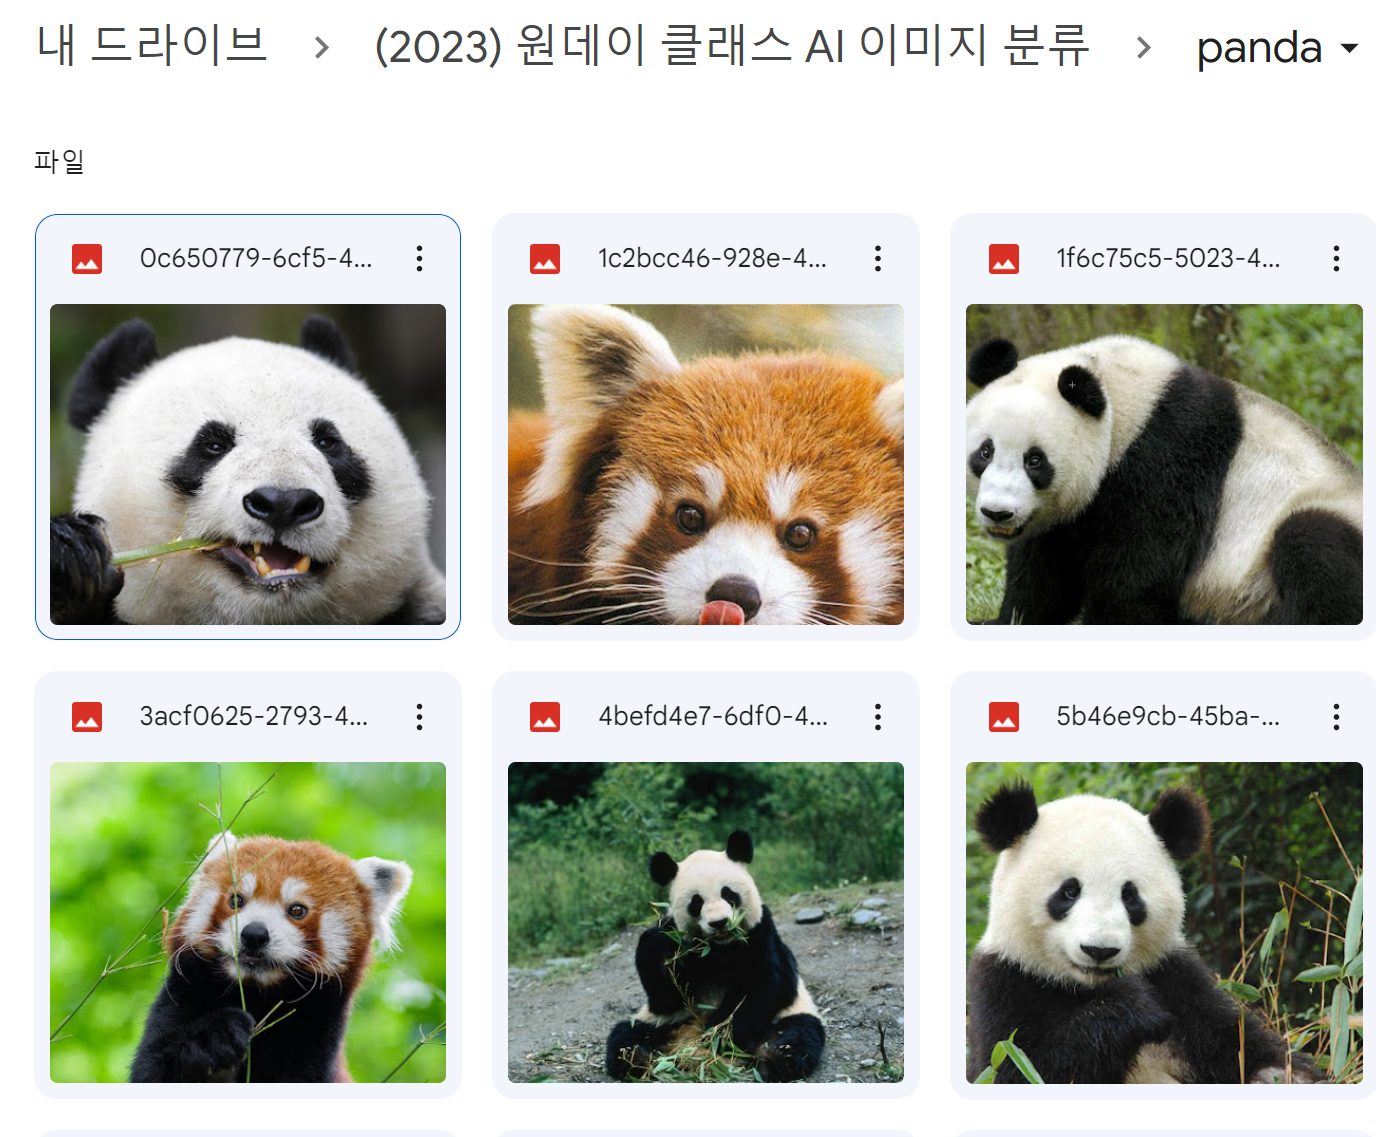 내 드라이브 > (2023) 원데이 클래스 AI 이미지 분류 > panda
파일
0c650779-6cf5-4...
1c2bcc46-928e-4...
1f6c75c5-5023-4...
3acf0625-2793-4...
4befd4e7-6df0-4...
5b46e9cb-45ba-...